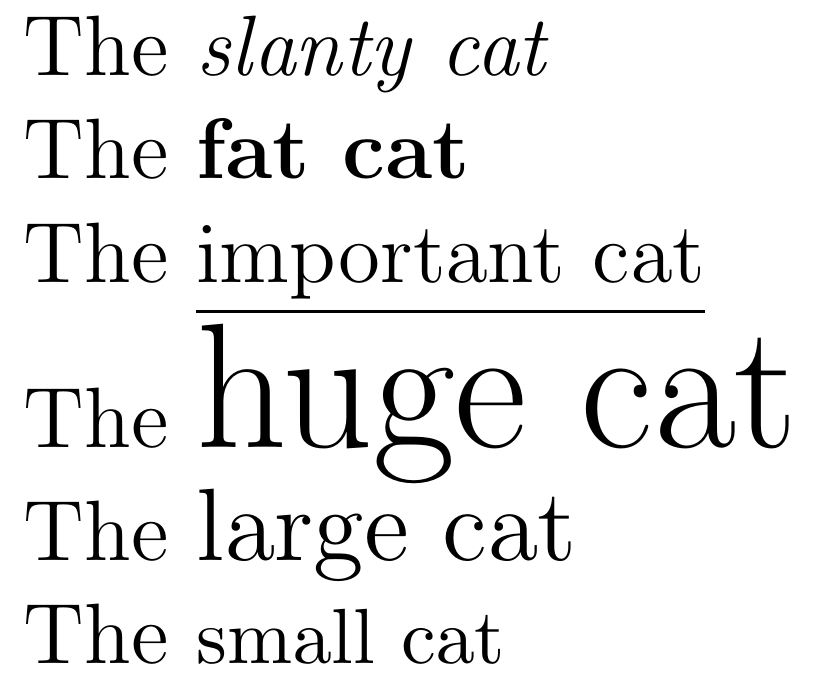 The slanty cat
The fat cat
The important cat
The huge cat
The large cat
The small cat